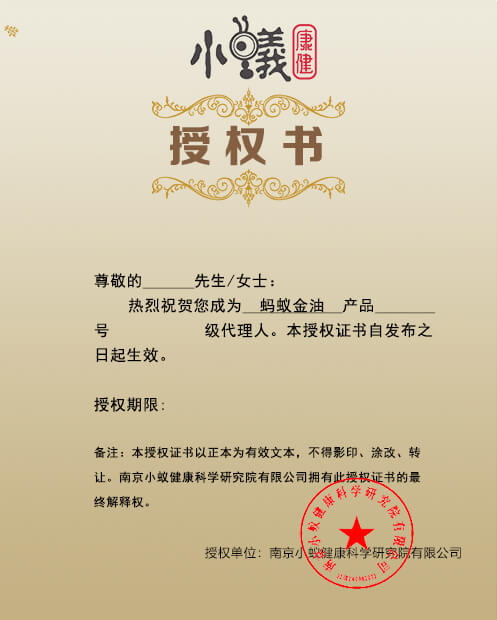 小蟻
康健
授权书
尊敬的______先生/女士：
热烈祝贺您成为__蚂蚁金油__产品_______
号 级代理人。本授权证书自发布之
日起生效。
授权期限:
备注：本授权证书以正本为有效文本，不得影印、涂改、转
让。南京小蚁健康科学研究院有限公司拥有此授权证书的最
终解释权。
授权单位：南京小蚁健康科学研究院有限公司
南京小蚁健康科学研究院有限公司